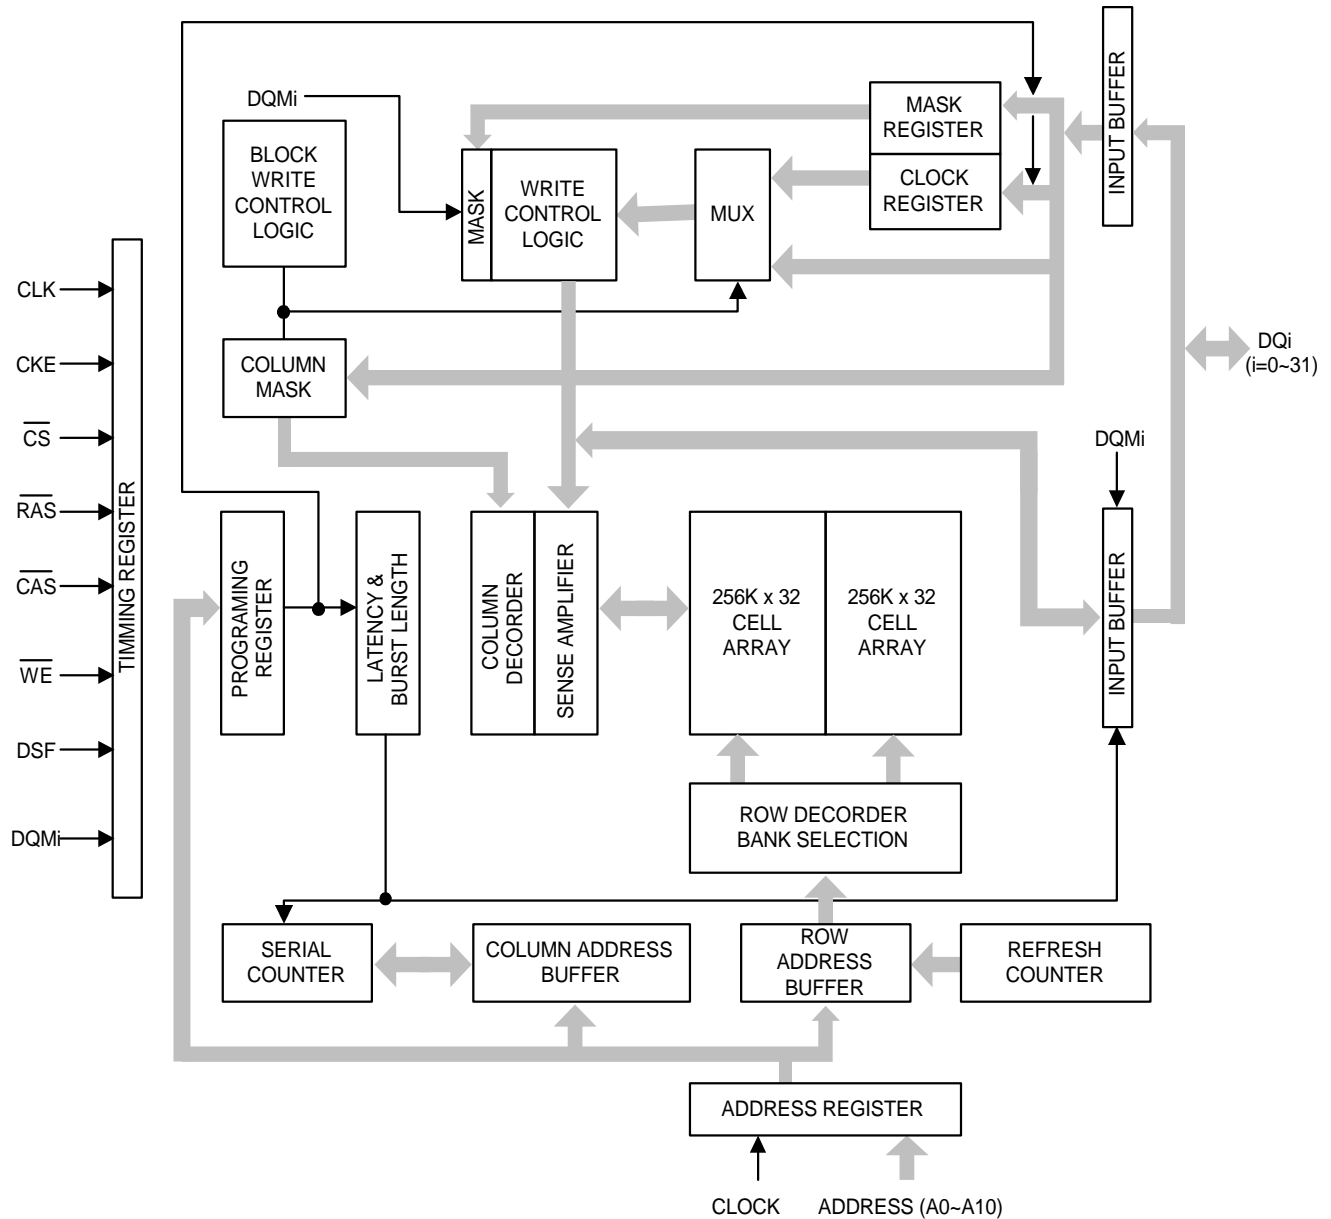 DQMi
BLOCK
WRITE
CONTROL
LOGIC
MASK
WRITE
CONTROL
LOGIC
MUX
MASK
REGISTER
CLOCK
REGISTER
INPUT BUFFER
CLK
CKE
CS
RAS
CAS
WE
DSF
DQMi
TIMMING REGISTER
COLUMN
MASK
DQi
(i=0~31)
DQMi
PROGRAMING
REGISTER
LATENCY &
BURST LENGTH
COLUMN
DECORDER
SENSE AMPLIFIER
256K x 32
CELL
ARRAY
256K x 32
CELL
ARRAY
INPUT BUFFER
ROW DECORDER
BANK SELECTION
SERIAL
COUNTER
COLUMN ADDRESS
BUFFER
ROW
ADDRESS
BUFFER
REFRESH
COUNTER
ADDRESS REGISTER
CLOCK
ADDRESS (A0~A10)